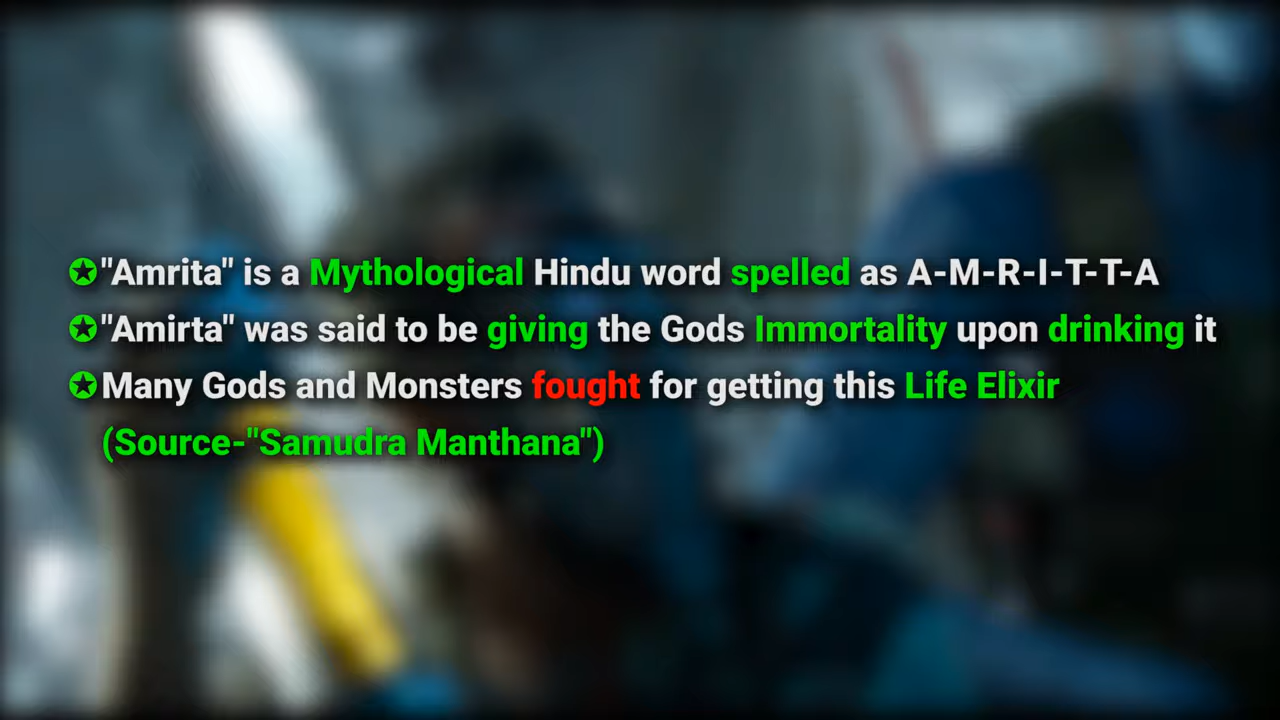 ✪"Amrita" is a Mythological Hindu word spelled as A-M-R-I-T-T-A
✪"Amirta" was said to be giving the Gods Immortality upon drinking it
✪Many Gods and Monsters fought for getting this Life Elixir
(Source-"Samudra Manthana")